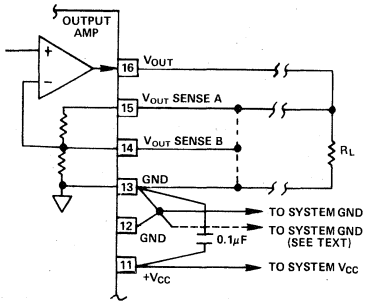 OUTPUT
AMP
+
−
16
VOUT
15
VOUT SENSE A
14
VOUT SENSE B
RL
13
GND
12
GND
0.1µF
TO SYSTEM GND
TO SYSTEM GND
(SEE TEXT)
11
+VCC
TO SYSTEM VCC